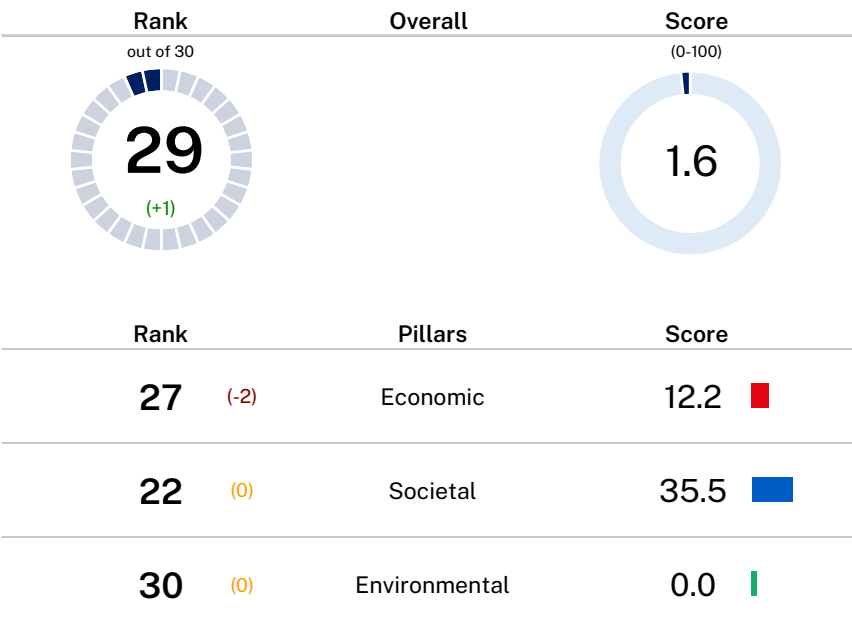 Rank Overall Score
out of 30 (0-100)
29 1.6
(+1)
Rank Pillars Score
27 (-2) Economic 12.2
22 (0) Societal 35.5
30 (0) Environmental 0.0